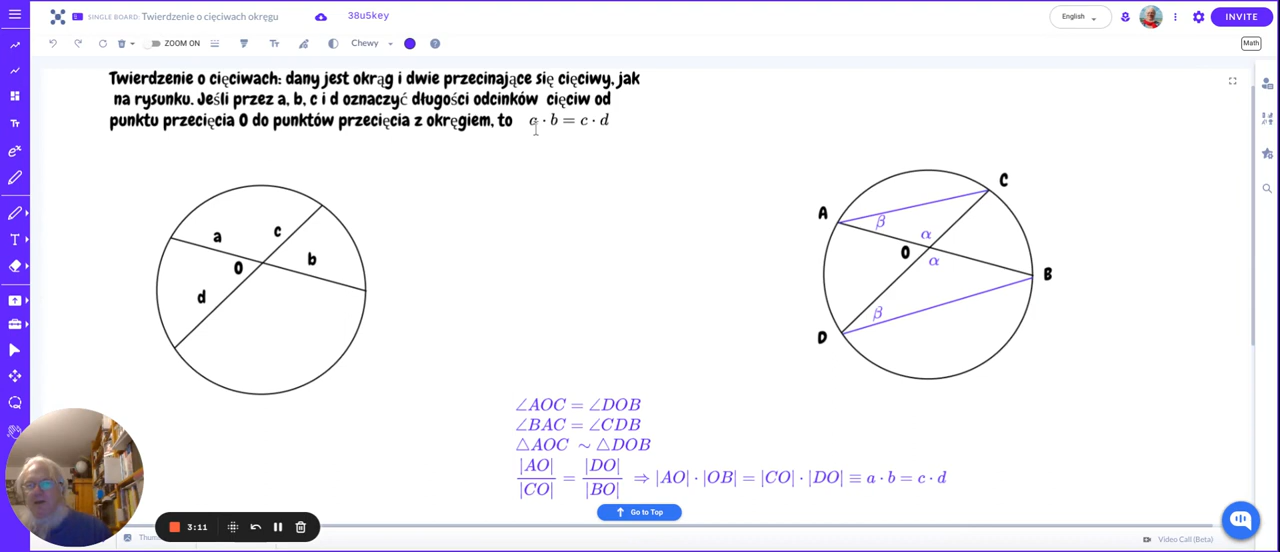 SINGLE BOARD: Twierdzenie o cięciwach okręgu
38u5key
English
INVITE
ZOOM ON
Tт
Chewy
Math
Twierdzenie o cięciwach: dany jest okrąg i dwie przecinające się cięciwy, jak
na rysunku. Jeśli przez a, b, c i d oznaczyć długości odcinków cięciw od
punktu przecięcia O do punktów przecięcia z okręgiem, to a · b = c · d
a
c
b
O
d
A
C
β
α
O
α
B
β
D
∠AOC = ∠DOB
∠BAC = ∠CDB
△AOC ~ △DOB
|AO|/|CO| = |DO|/|BO| ⇒ |AO| · |OB| = |CO| · |DO| ≡ a · b = c · d
Go to Top
3:11
Video Call (Beta)